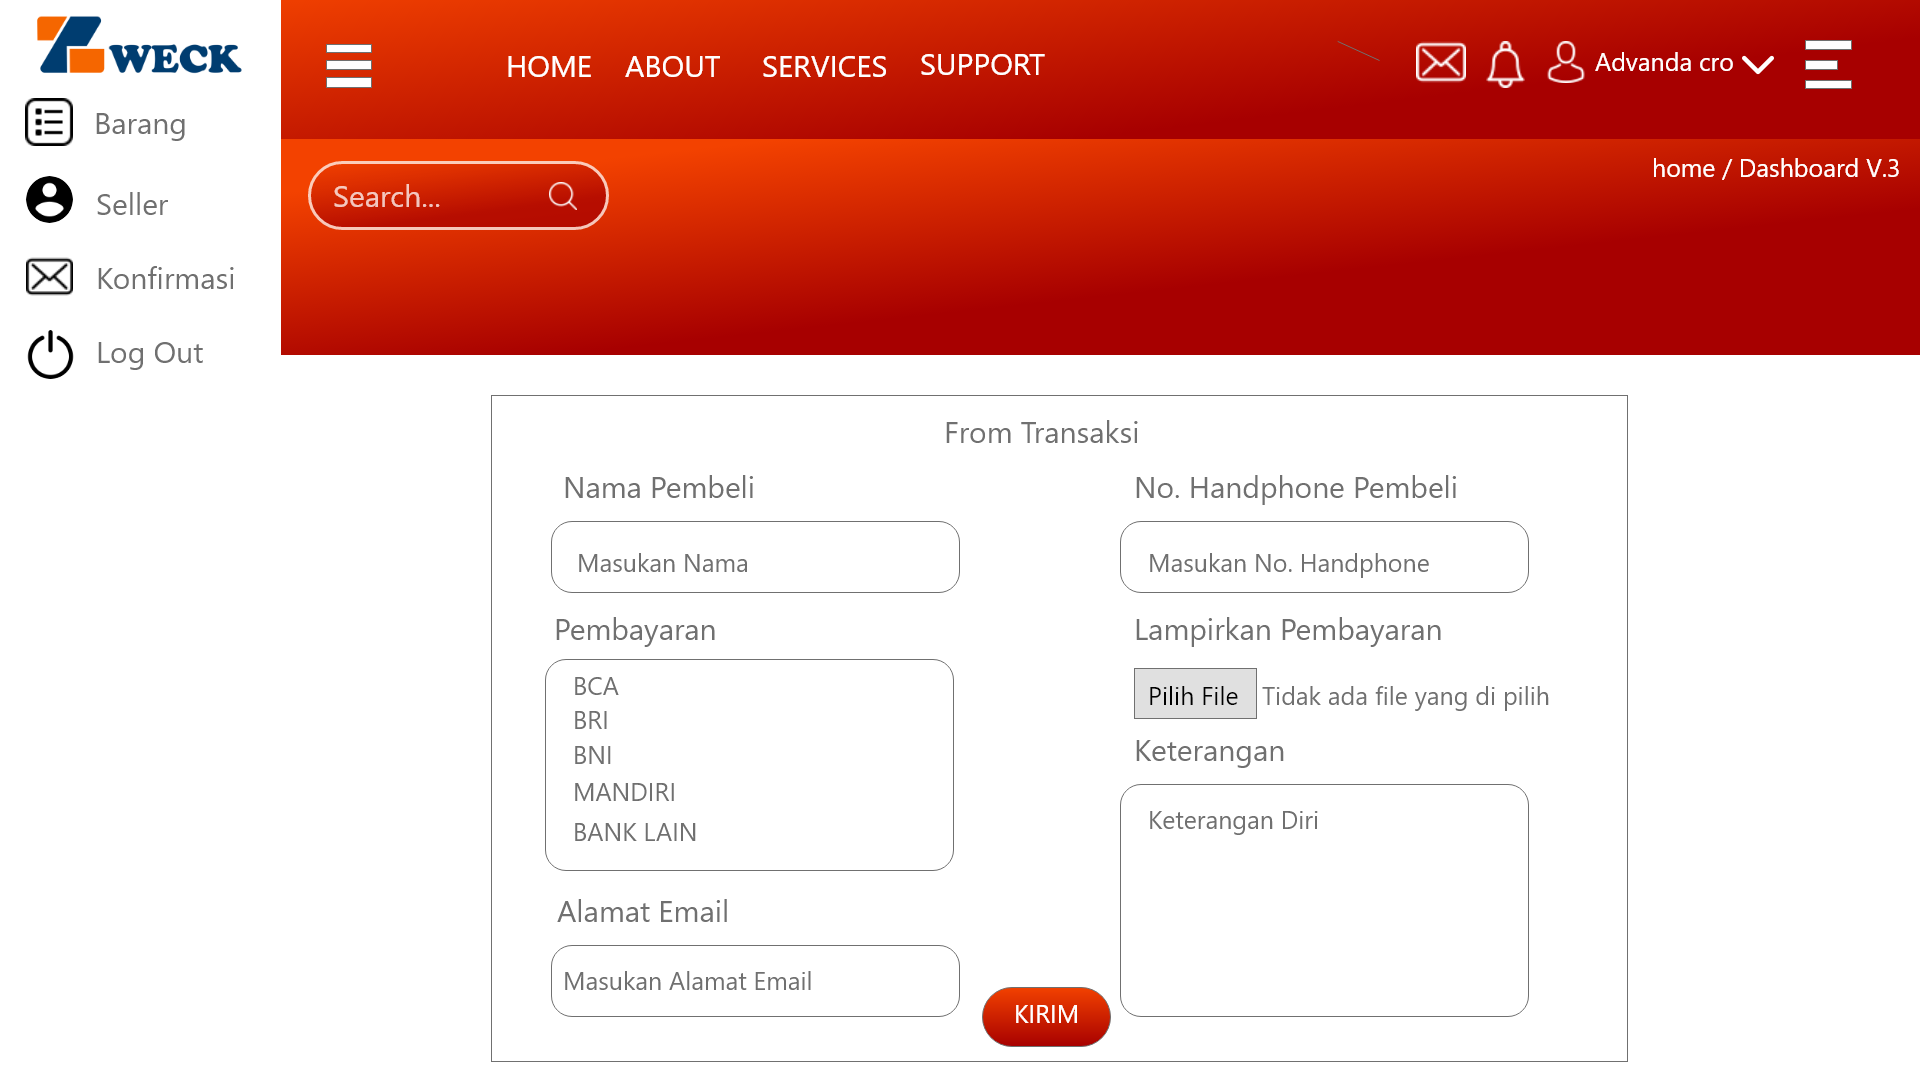 WECK
HOME ABOUT SERVICES SUPPORT
Advanda cro
Barang
Seller
Konfirmasi
Log Out
Search...
home / Dashboard V.3
From Transaksi
Nama Pembeli
Masukan Nama
No. Handphone Pembeli
Masukan No. Handphone
Pembayaran
BCA
BRI
BNI
MANDIRI
BANK LAIN
Lampirkan Pembayaran
Pilih File Tidak ada file yang di pilih
Keterangan
Keterangan Diri
Alamat Email
Masukan Alamat Email
KIRIM